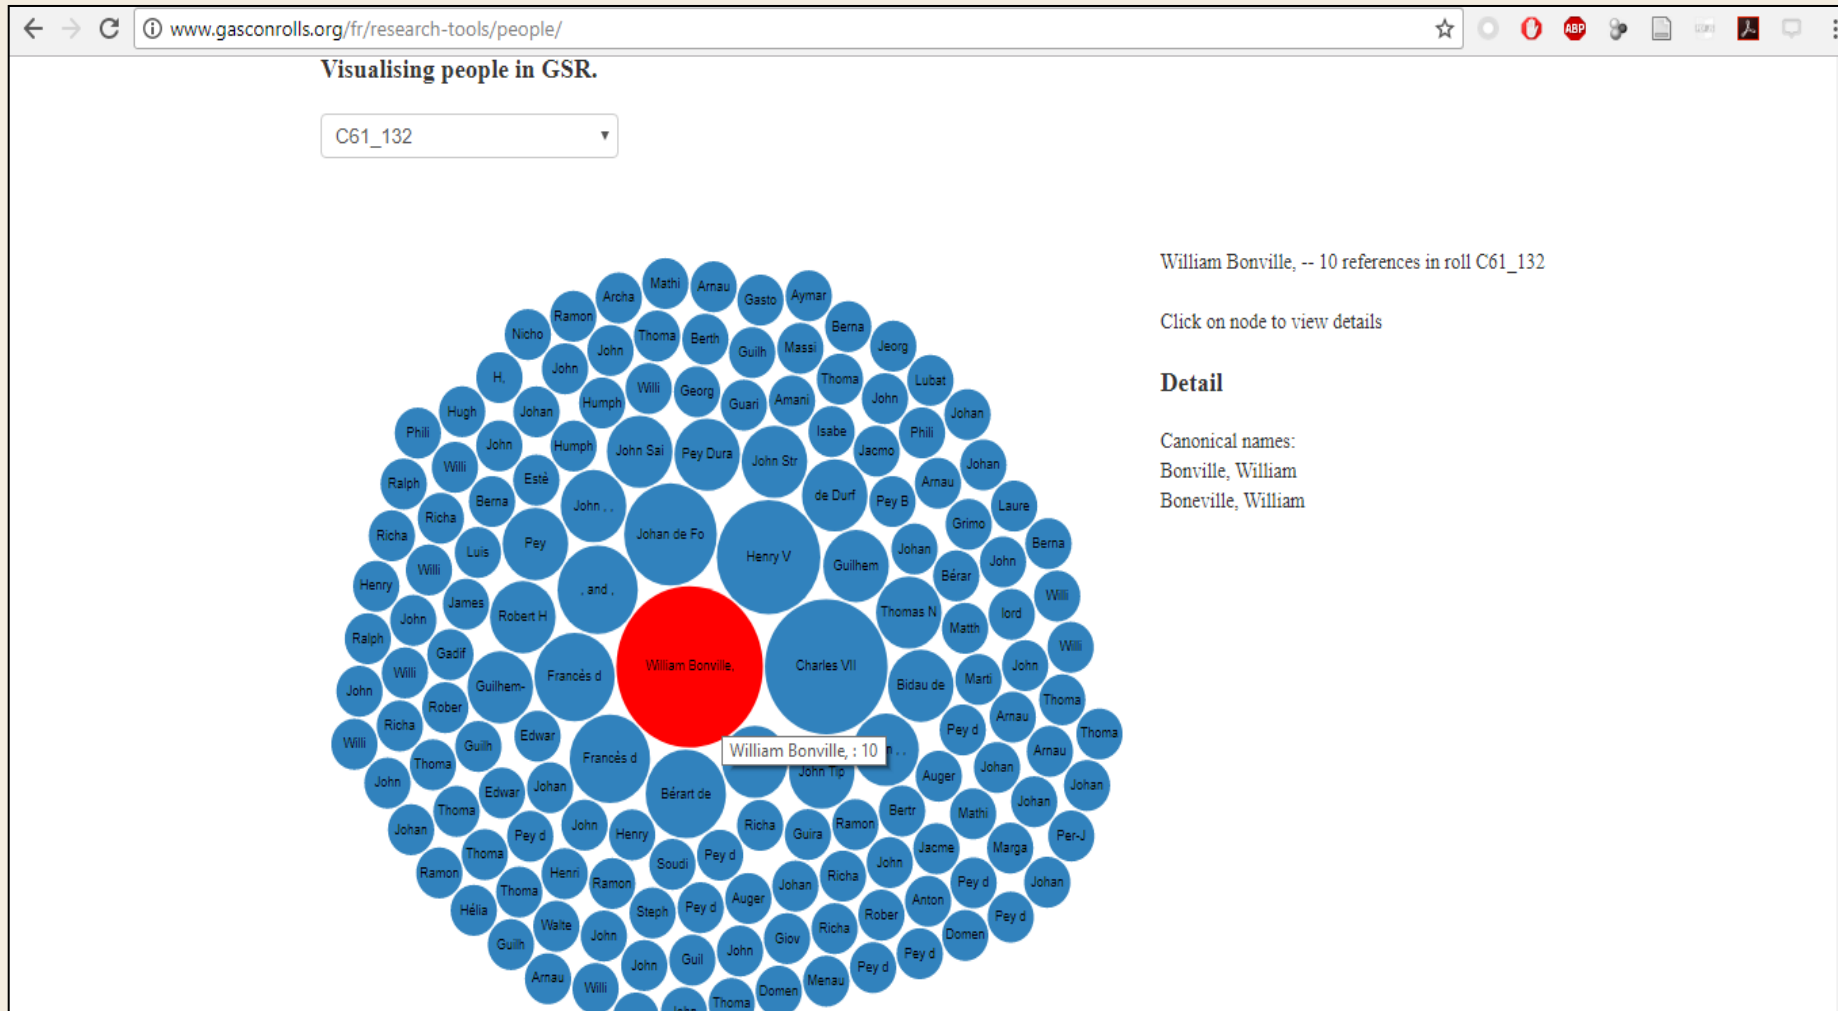 www.gasconrolls.org/fr/research-tools/people/
ABP
Visualising people in GSR.
C61_132
William Bonville, -- 10 references in roll C61_132
Click on node to view details
Detail
Canonical names:
Bonville, William
Boneville, William
Mathi
Arnau
Archa
Gasto
Aymar
Ramon
Nicho
Berna
Thoma
Berth
John
Guilh
Massi
Jeorg
John
H,
Thoma
Lubat
Willi
Georg
Guari
Amani
John
Humph
Hugh
Johan
Johan
Phili
Isabe
Phili
John
Humph
John Sai
Pey Dura
John Str
Jacmo
Johan
Willi
Ralph
Estè
Arnau
Berna
John , ,
de Durf
Pey B
Laure
Richa
Grimo
Richa
Pey
Johan de Fo
Henry V
Johan
Berna
Luis
Guilhem
John
Willi
Bérar
Henry
, and ,
James
Willi
John
Robert H
Thomas N
lord
Matth
Ralph
Willi
Gadif
William Bonville,
Charles VII
John
Willi
Francès d
Marti
Guilhem-
Bidau de
John
Thoma
Rober
Arnau
Richa
Pey d
Thoma
Willi
Guilh
Edwar
William Bonville, : 10
n , ,
Arnau
Francès d
Thoma
John Tip
Johan
Auger
John
Johan
Edwar
Johan
Bérart de
Johan
Thoma
Bertr
Mathi
Johan
Pey d
John
Henry
Richa
Guira
Ramon
Per-J
Thoma
Pey d
Jacme
Marga
Ramon
Henri
Soudi
John
Thoma
Ramon
Johan
Richa
Pey d
Johan
Hélia
Auger
Anton
Steph
Pey d
Rober
Pey d
Walte
John
Giov
Richa
Domen
Guilh
John
Pey d
John
Guil
Pey d
Arnau
Willi
Domen
Menau
Thoma
John